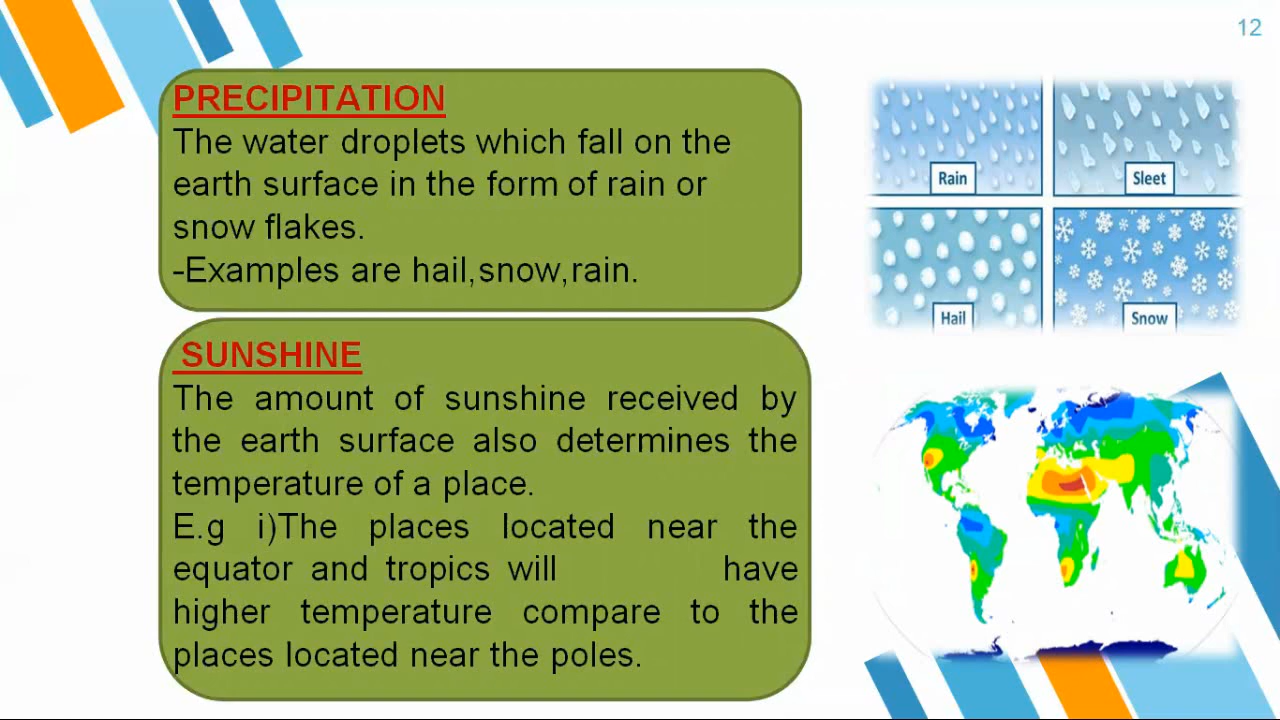 12
PRECIPITATION
The water droplets which fall on the
earth surface in the form of rain or
snow flakes.
-Examples are hail,snow,rain.
Rain
Sleet
Hail
Snow
SUNSHINE
The amount of sunshine received by
the earth surface also determines the
temperature of a place.
E.g i)The places located near the
equator and tropics will have
higher temperature compare to the
places located near the poles.